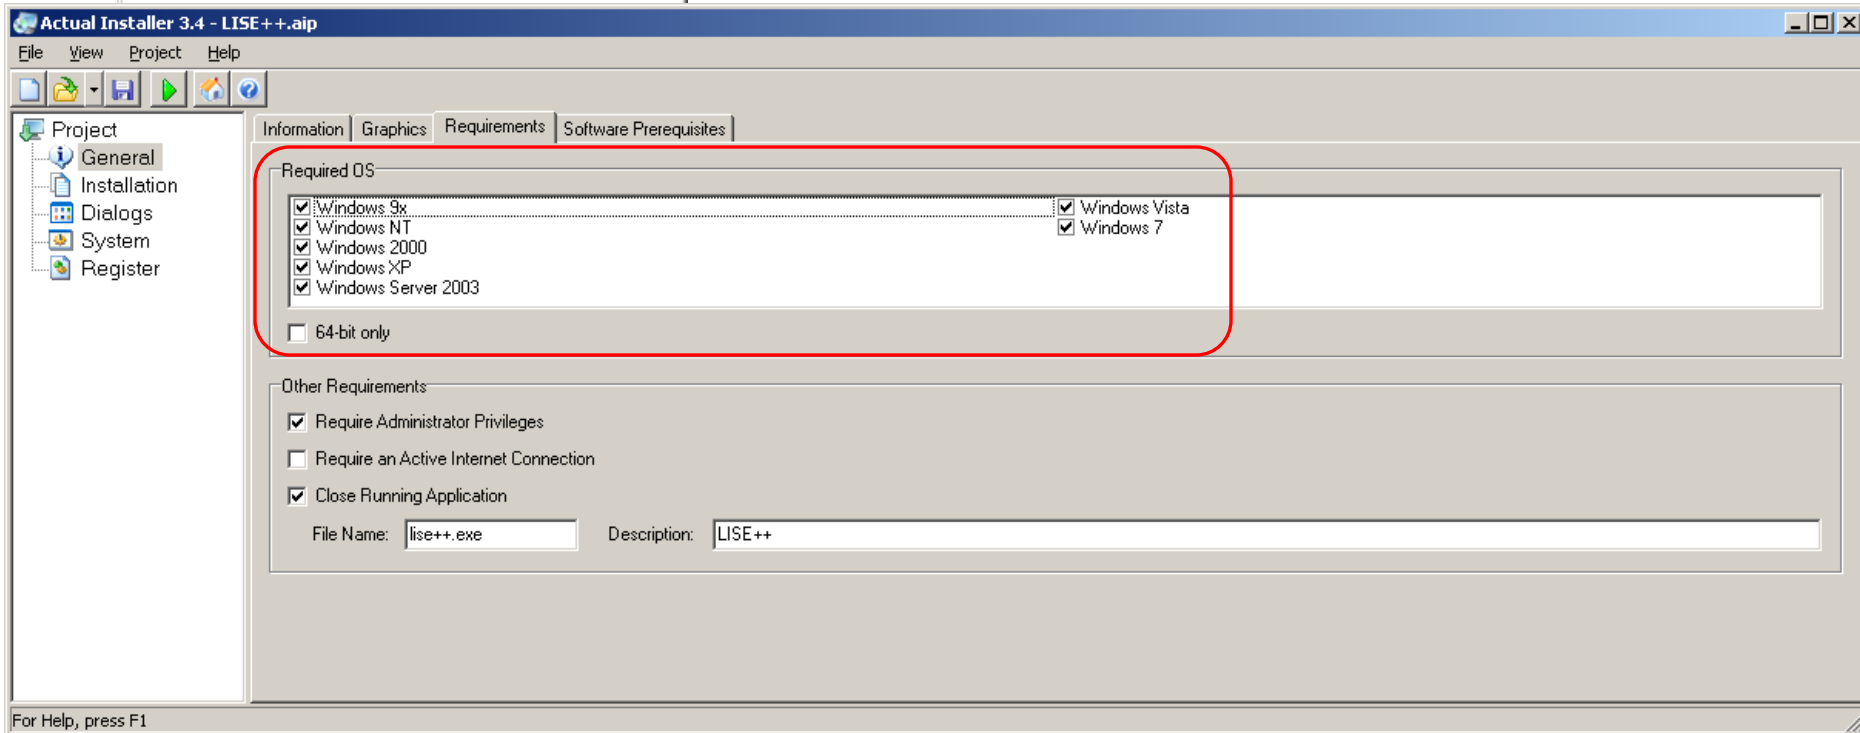 Actual Installer 3.4 - LISE++.aip
File View Project Help
Project
General
Installation
Dialogs
System
Register
Information Graphics Requirements Software Prerequisites
Required OS
Windows 9x
Windows NT
Windows 2000
Windows XP
Windows Server 2003
Windows Vista
Windows 7
64-bit only
Other Requirements
Require Administrator Privileges
Require an Active Internet Connection
Close Running Application
File Name: lise++.exe Description: LISE++
For Help, press F1